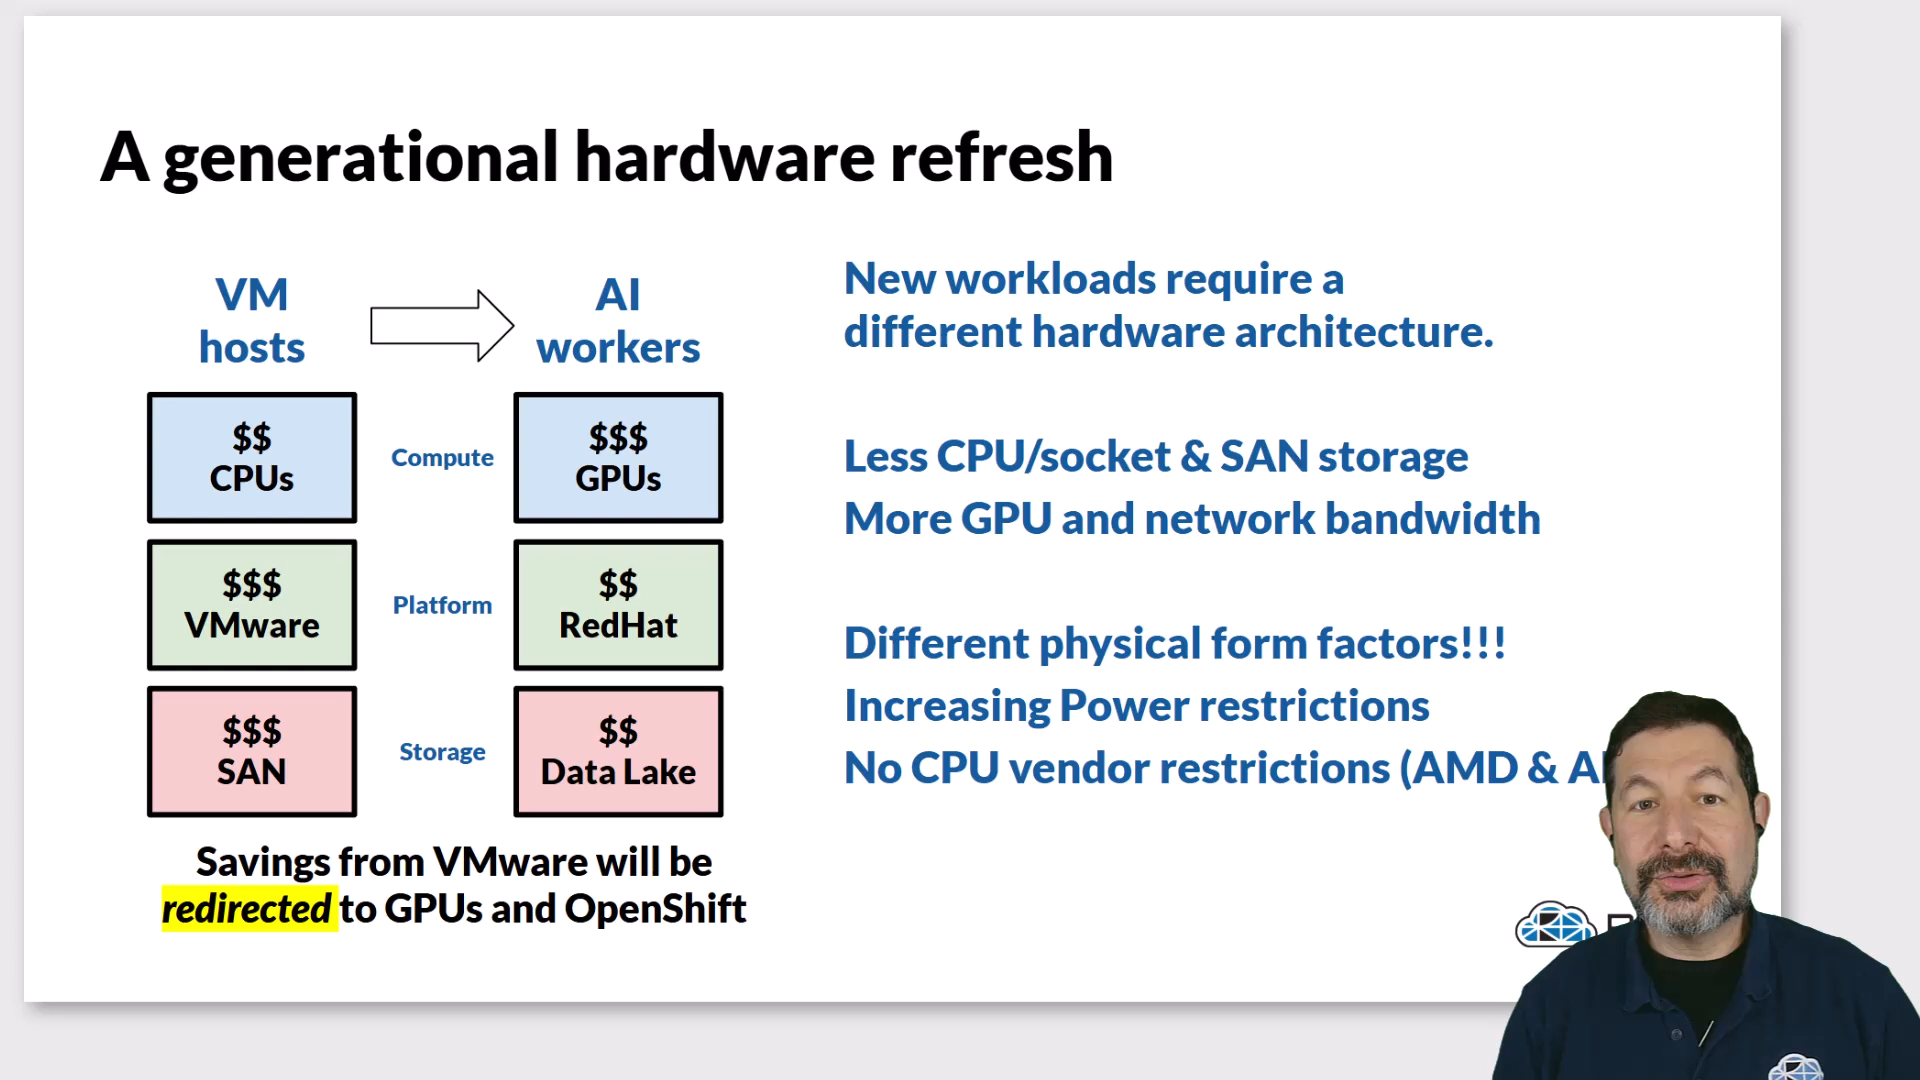 A generational hardware refresh
VM
hosts
AI
workers
$$
CPUs
Compute
$$$
GPUs
$$$
VMware
Platform
$$
RedHat
$$$
SAN
Storage
$$
Data Lake
Savings from VMware will be
redirected to GPUs and OpenShift
New workloads require a
different hardware architecture.
Less CPU/socket & SAN storage
More GPU and network bandwidth
Different physical form factors!!!
Increasing Power restrictions
No CPU vendor restrictions (AMD &